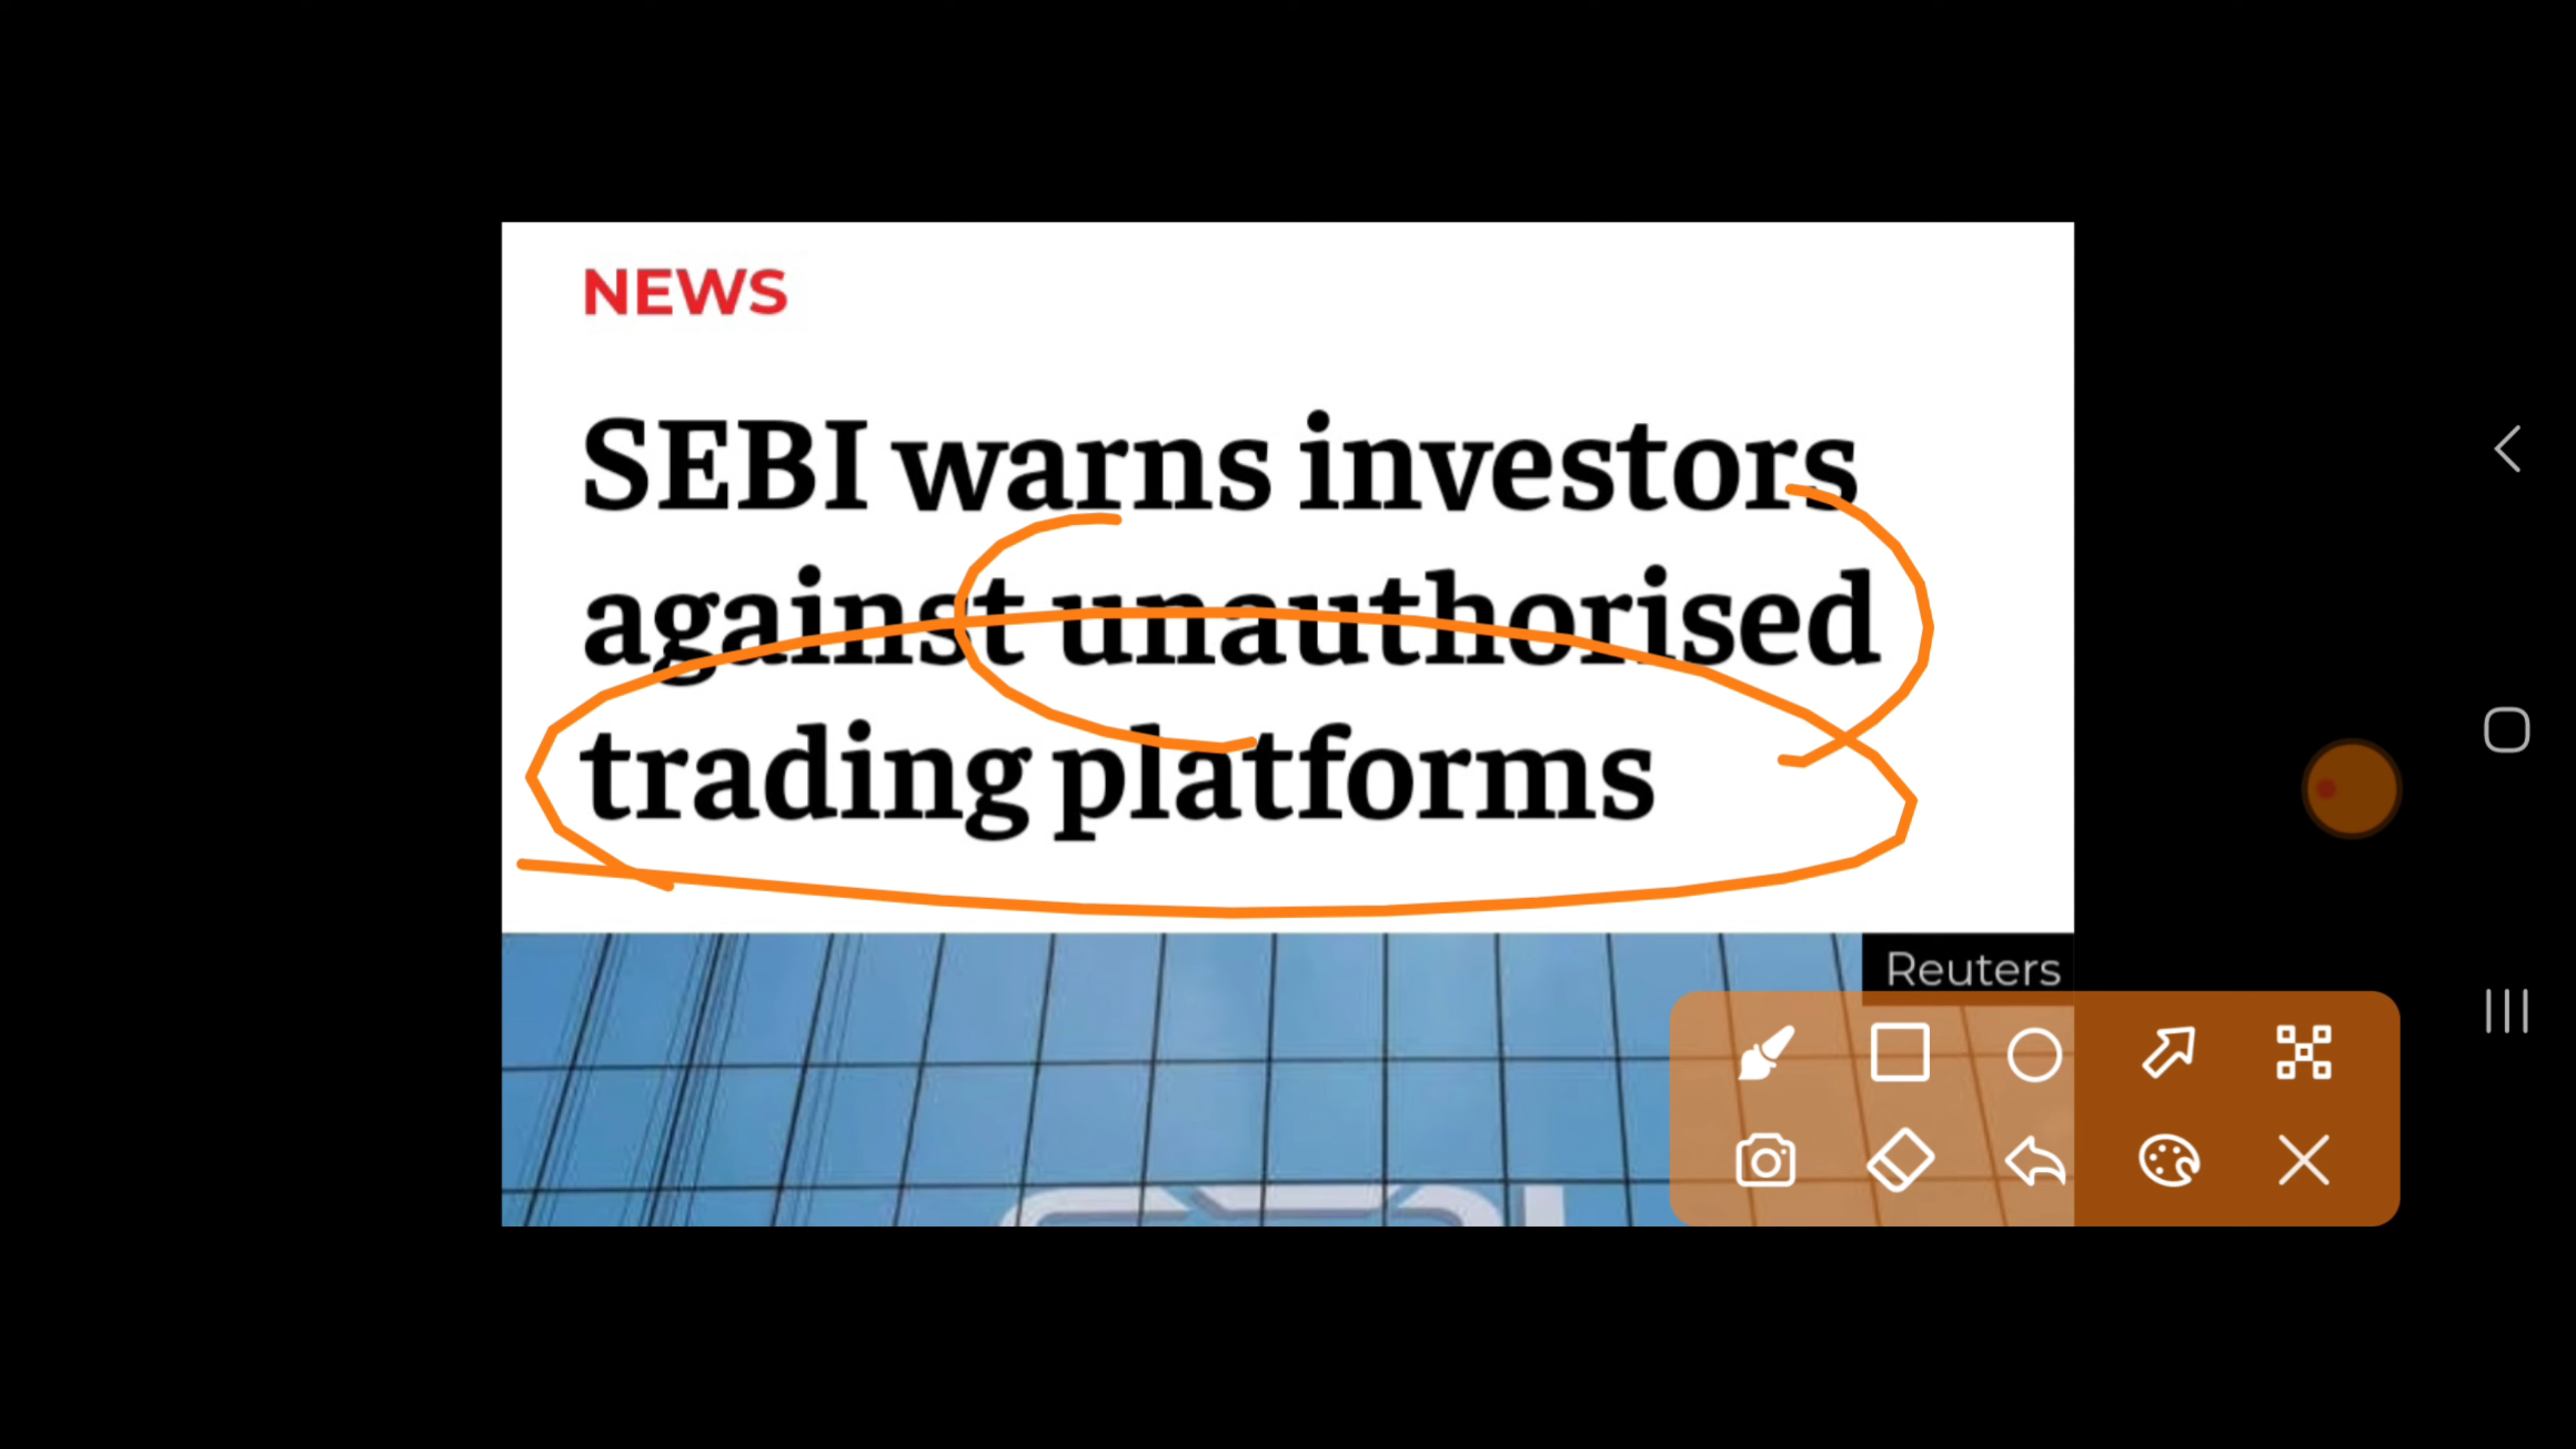 NEWS
SEBI warns investors
against unauthorised
trading platforms
Reuters